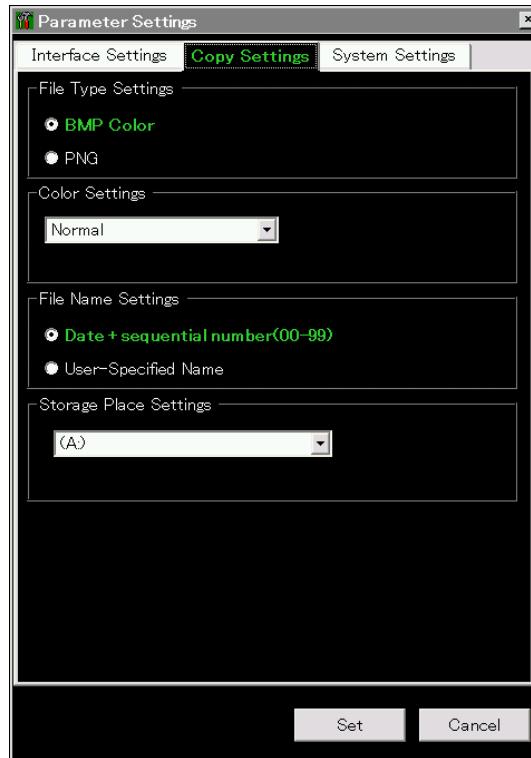 Parameter Settings
Interface Settings Copy Settings System Settings
File Type Settings
BMP Color
PNG
Color Settings
Normal
File Name Settings
Date + sequential number(00-99)
User-Specified Name
Storage Place Settings
(A:)
Set Cancel